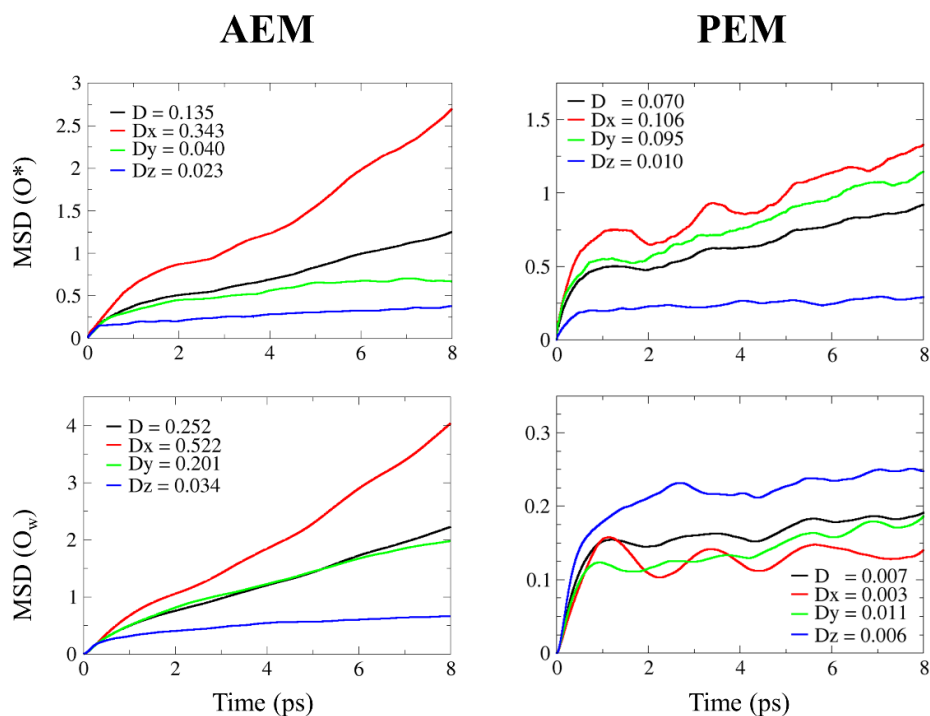 AEM
PEM
3
2.5
2
1.5
1
0.5
0
MSD (O*)
D = 0.135
Dx = 0.343
Dy = 0.040
Dz = 0.023
0 2 4 6 8
1.5
1
0.5
0
D = 0.070
Dx = 0.106
Dy = 0.095
Dz = 0.010
0 2 4 6 8
4
3
2
1
0
MSD (Ow)
D = 0.252
Dx = 0.522
Dy = 0.201
Dz = 0.034
0 2 4 6 8
Time (ps)
0.3
0.2
0.1
0
D = 0.007
Dx = 0.003
Dy = 0.011
Dz = 0.006
0 2 4 6 8
Time (ps)